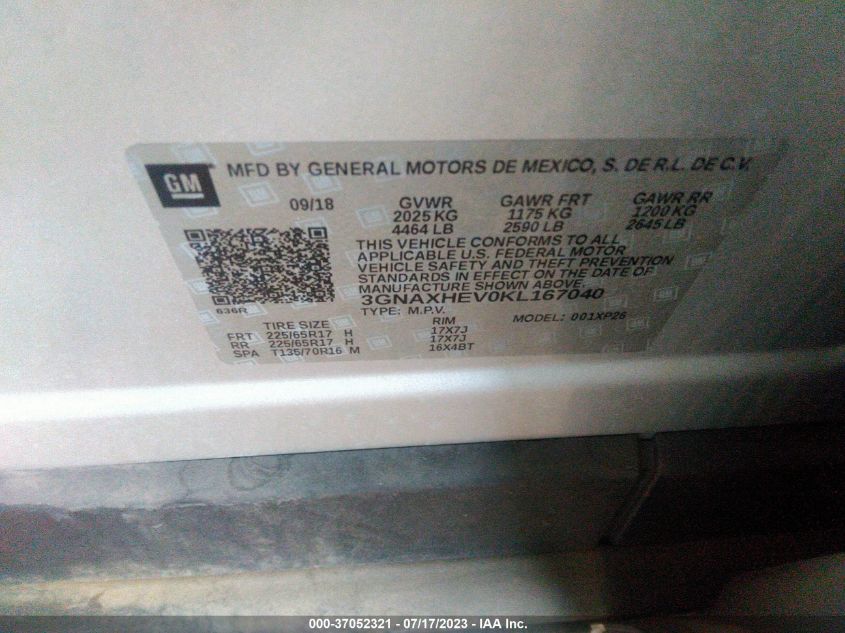 GM
MFD BY GENERAL MOTORS DE MEXICO, S. DE R.L. DE C.V.
09/18 GVWR GAWR FRT GAWR RR
2025 KG 1175 KG 1200 KG
4464 LB 2590 LB 2645 LB
THIS VEHICLE CONFORMS TO ALL
APPLICABLE U.S. FEDERAL MOTOR
VEHICLE SAFETY AND THEFT PREVENTION
STANDARDS IN EFFECT ON THE DATE OF
MANUFACTURE SHOWN ABOVE.
3GNAXHEV0KL167040
636R
TYPE: M.P.V. MODEL: 001XP26
TIRE SIZE RIM
FRT 225/65R17 H 17X7J
RR 225/65R17 H 17X7J
SPA T135/70R16 M 16X4BT
000-37052321 - 07/17/2023 - IAA Inc.